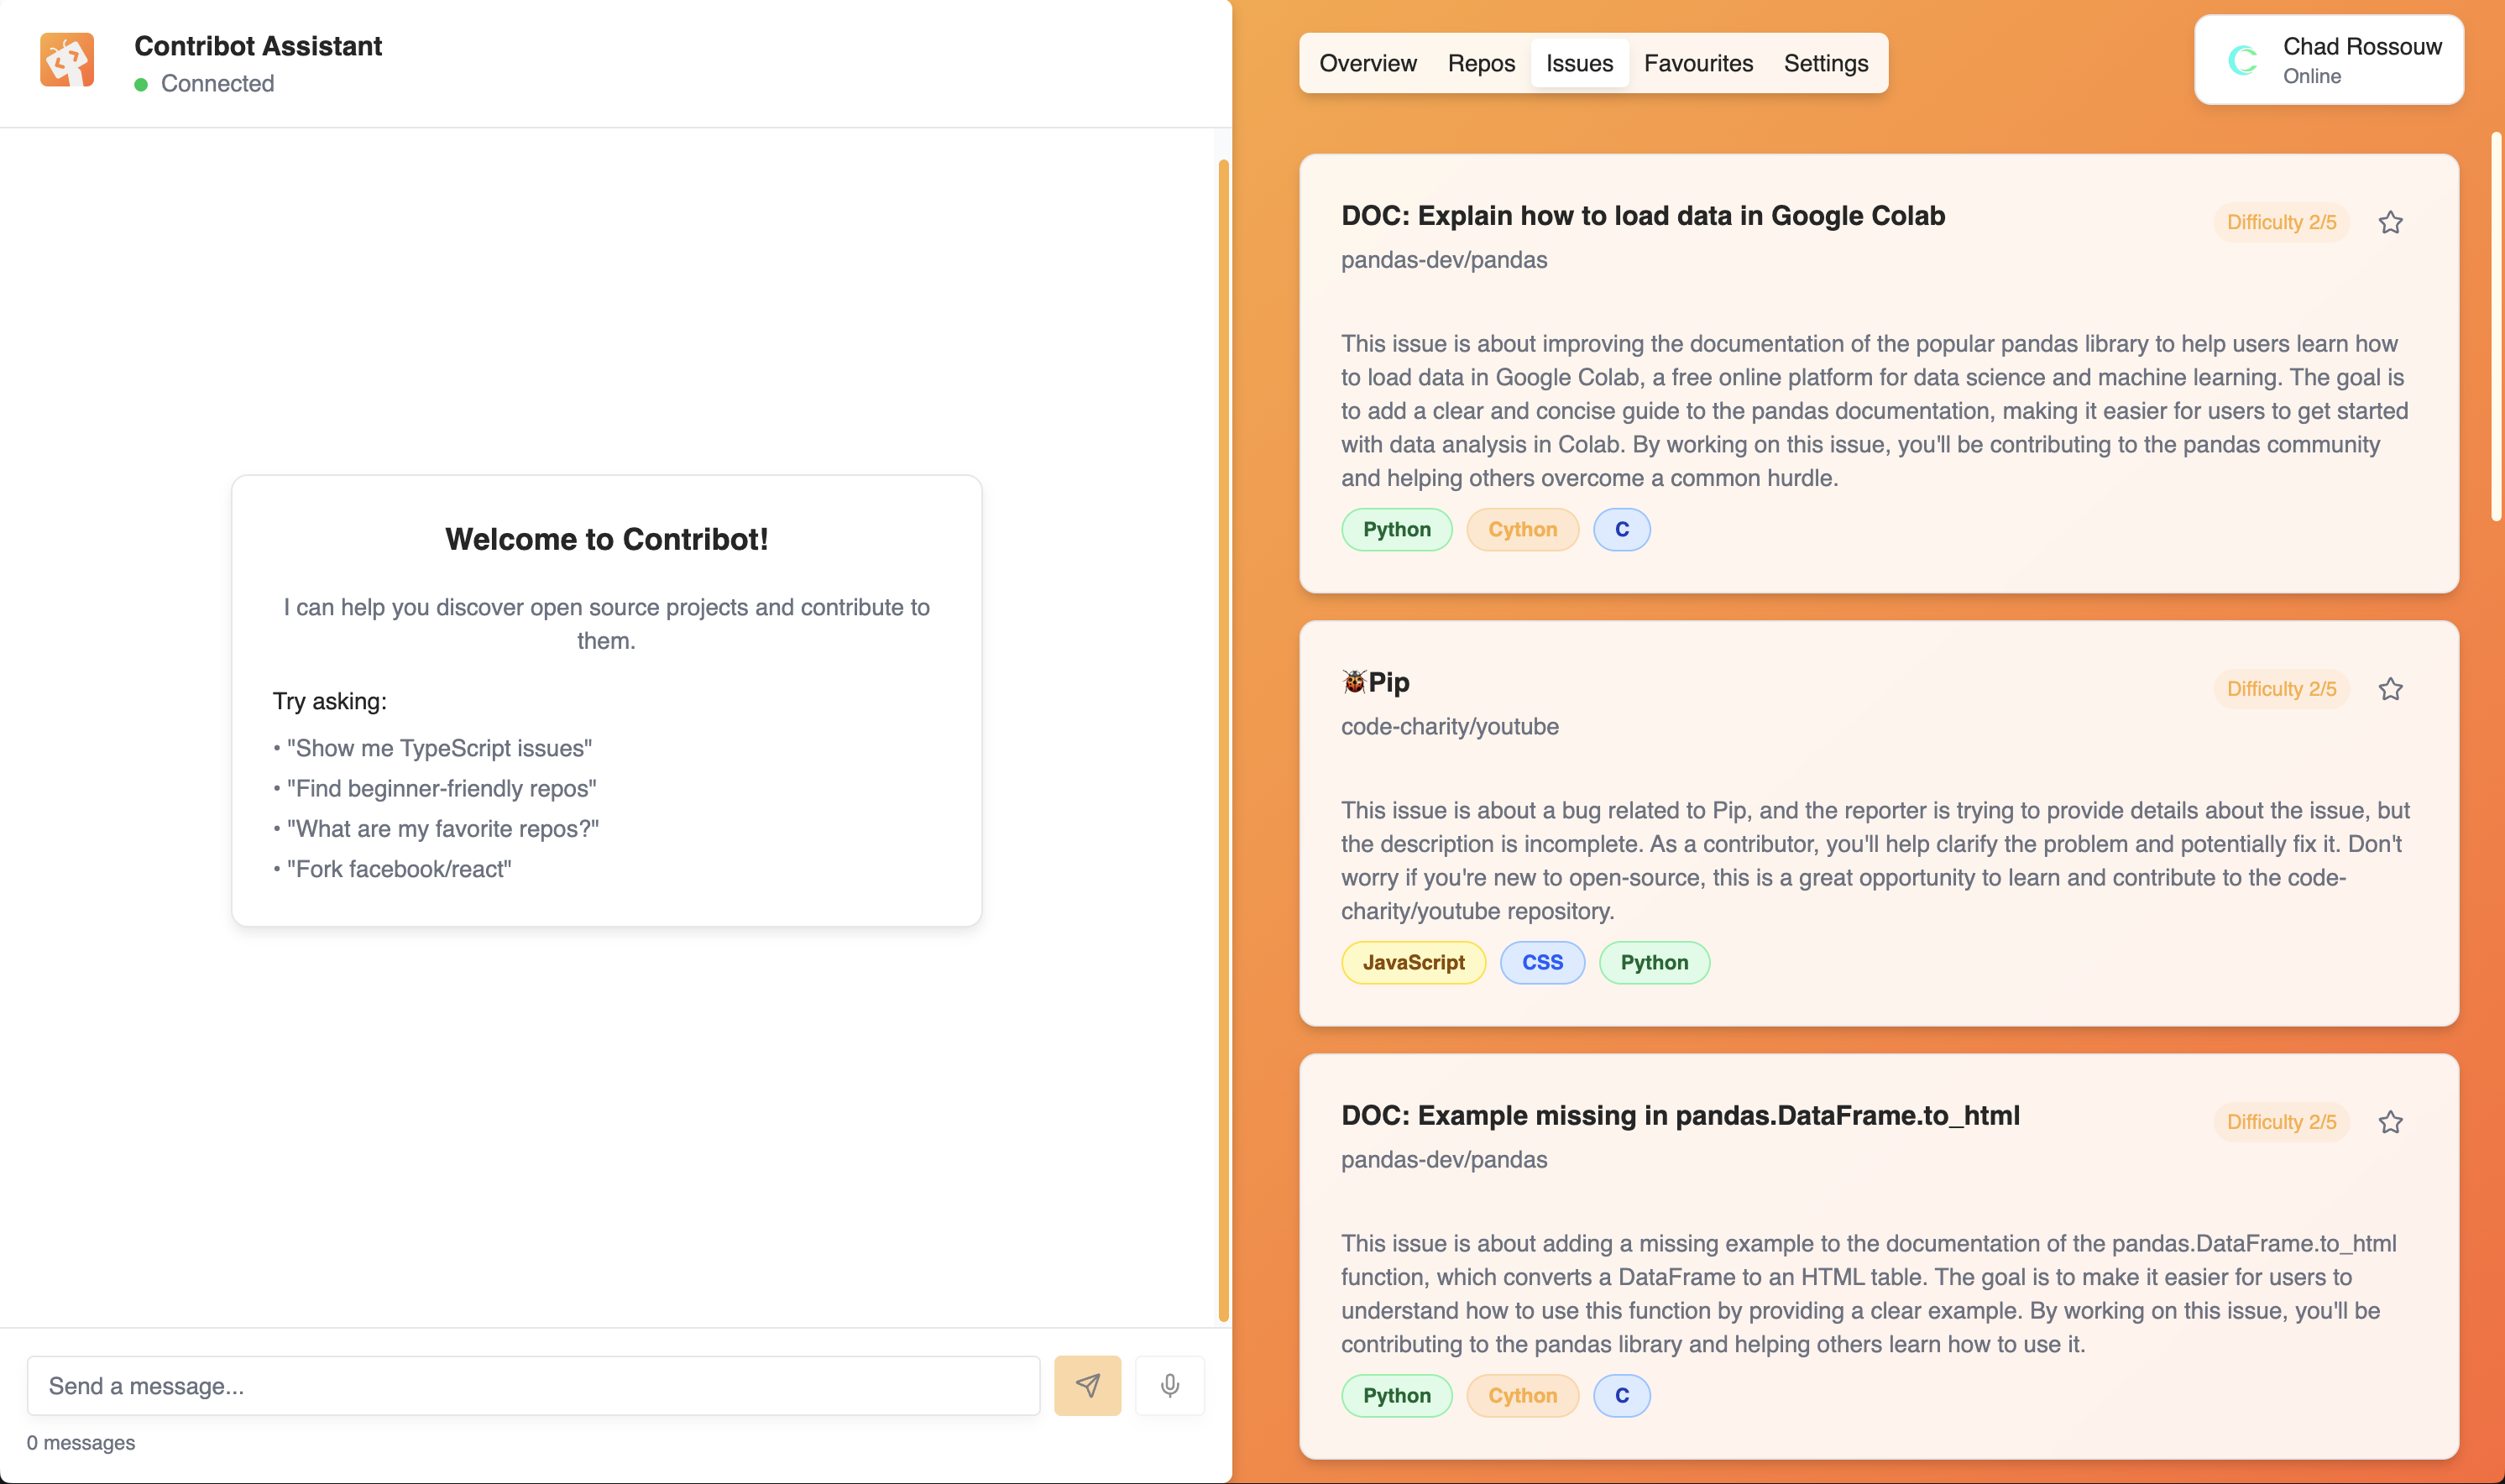 Contribot Assistant
Connected
Welcome to Contribot!
I can help you discover open source projects and contribute to
them.
Try asking:
• "Show me TypeScript issues"
• "Find beginner-friendly repos"
• "What are my favorite repos?"
• "Fork facebook/react"
Send a message...
0 messages
Overview Repos Issues Favourites Settings
Chad Rossouw
Online
DOC: Explain how to load data in Google Colab
Difficulty 2/5
pandas-dev/pandas
This issue is about improving the documentation of the popular pandas library to help users learn how
to load data in Google Colab, a free online platform for data science and machine learning. The goal is
to add a clear and concise guide to the pandas documentation, making it easier for users to get started
with data analysis in Colab. By working on this issue, you'll be contributing to the pandas community
and helping others overcome a common hurdle.
Python Cython C
🐞Pip
Difficulty 2/5
code-charity/youtube
This issue is about a bug related to Pip, and the reporter is trying to provide details about the issue, but
the description is incomplete. As a contributor, you'll help clarify the problem and potentially fix it. Don't
worry if you're new to open-source, this is a great opportunity to learn and contribute to the code-
charity/youtube repository.
JavaScript CSS Python
DOC: Example missing in pandas.DataFrame.to_html
Difficulty 2/5
pandas-dev/pandas
This issue is about adding a missing example to the documentation of the pandas.DataFrame.to_html
function, which converts a DataFrame to an HTML table. The goal is to make it easier for users to
understand how to use this function by providing a clear example. By working on this issue, you'll be
contributing to the pandas library and helping others learn how to use it.
Python Cython C